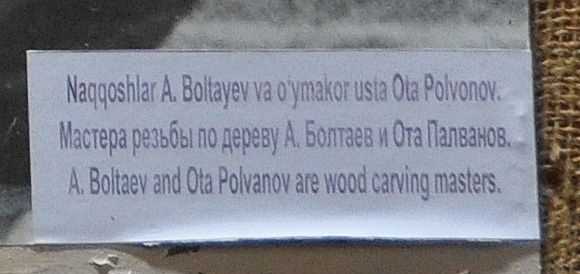 Naqqoshlar A. Boltayev va o'ymakor usta Ota Polvonov.
Мастера резьбы по дереву А. Болтаев и Ота Палванов.
A. Boltaev and Ota Polvanov are wood carving masters.